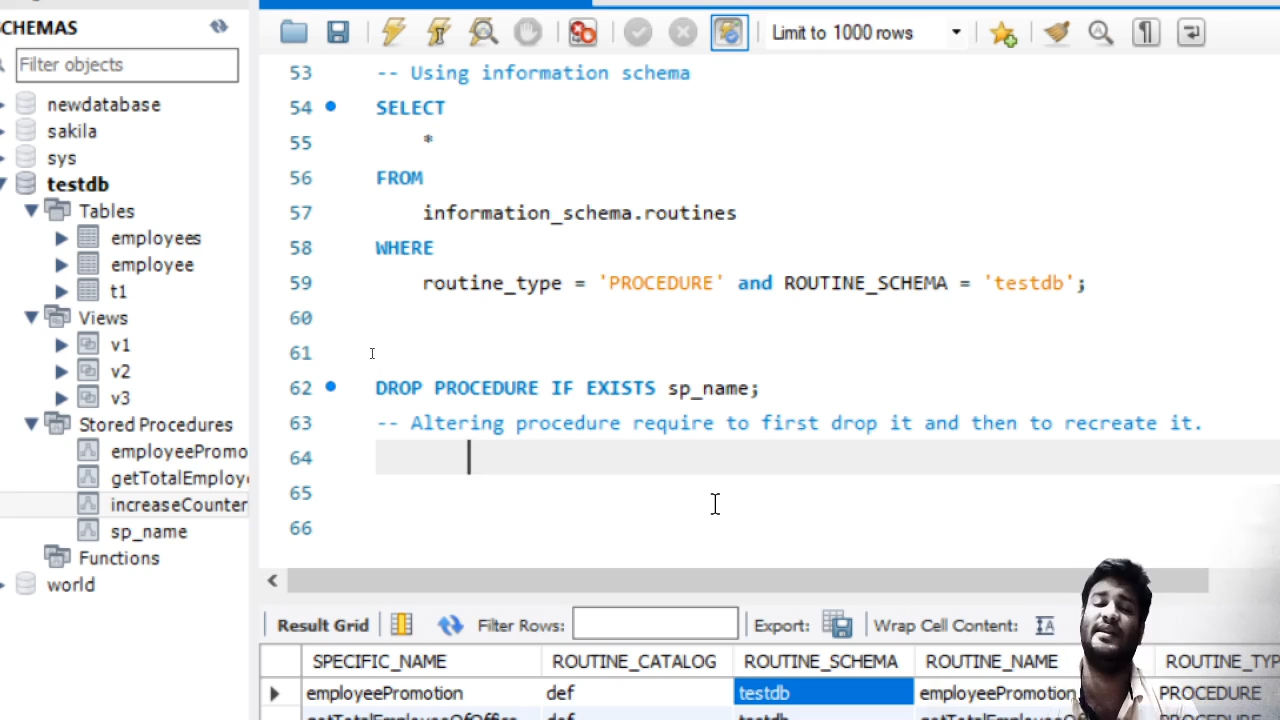 SCHEMAS
Filter objects
newdatabase
sakila
sys
testdb
Tables
employees
employee
t1
Views
v1
v2
v3
Stored Procedures
employeePromo
getTotalEmploye
increaseCounter
sp_name
Functions
world
Limit to 1000 rows
53 -- Using information schema
54 SELECT
55 *
56 FROM
57 information_schema.routines
58 WHERE
59 routine_type = 'PROCEDURE' and ROUTINE_SCHEMA = 'testdb';
60
61
62 DROP PROCEDURE IF EXISTS sp_name;
63 -- Altering procedure require to first drop it and then to recreate it.
64
65
66
Result Grid Filter Rows: Export: Wrap Cell Content:
SPECIFIC_NAME ROUTINE_CATALOG ROUTINE_SCHEMA ROUTINE_NAME ROUTINE_TYP
employeePromotion def testdb employeePromotion PROCEDURE